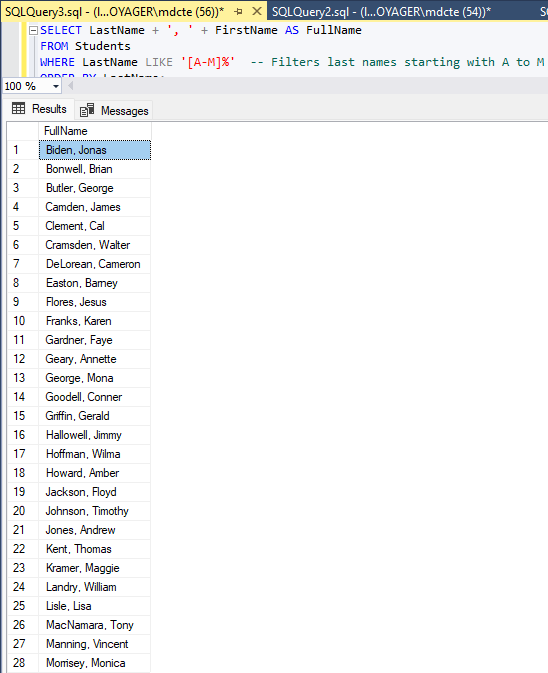 SQLQuery3.sql - (l...OYAGER\mdcte (56))* SQLQuery2.sql - (l...OYAGER\mdcte (54))* SC
SELECT LastName + ', ' + FirstName AS FullName
FROM Students
WHERE LastName LIKE '[A-M]%' -- Filters last names starting with A to M
ORDER BY LastName;
100 %
Results Messages
FullName
1 Biden, Jonas
2 Bonwell, Brian
3 Butler, George
4 Camden, James
5 Clement, Cal
6 Cramsden, Walter
7 DeLorean, Cameron
8 Easton, Barney
9 Flores, Jesus
10 Franks, Karen
11 Gardner, Faye
12 Geary, Annette
13 George, Mona
14 Goodell, Conner
15 Griffin, Gerald
16 Hallowell, Jimmy
17 Hoffman, Wilma
18 Howard, Amber
19 Jackson, Floyd
20 Johnson, Timothy
21 Jones, Andrew
22 Kent, Thomas
23 Kramer, Maggie
24 Landry, William
25 Lisle, Lisa
26 MacNamara, Tony
27 Manning, Vincent
28 Morrisey, Monica